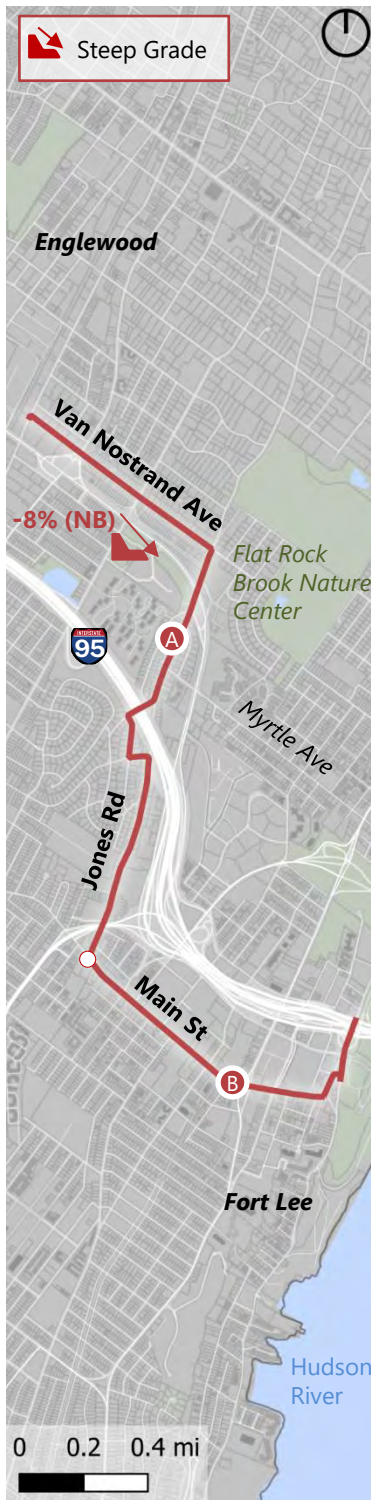 Steep Grade
Englewood
Van Nostrand Ave
-8% (NB)
Flat Rock
Brook Nature
Center
A
INTERSTATE
95
Myrtle Ave
Jones Rd
Main St
B
Fort Lee
Hudson
River
0 0.2 0.4 mi